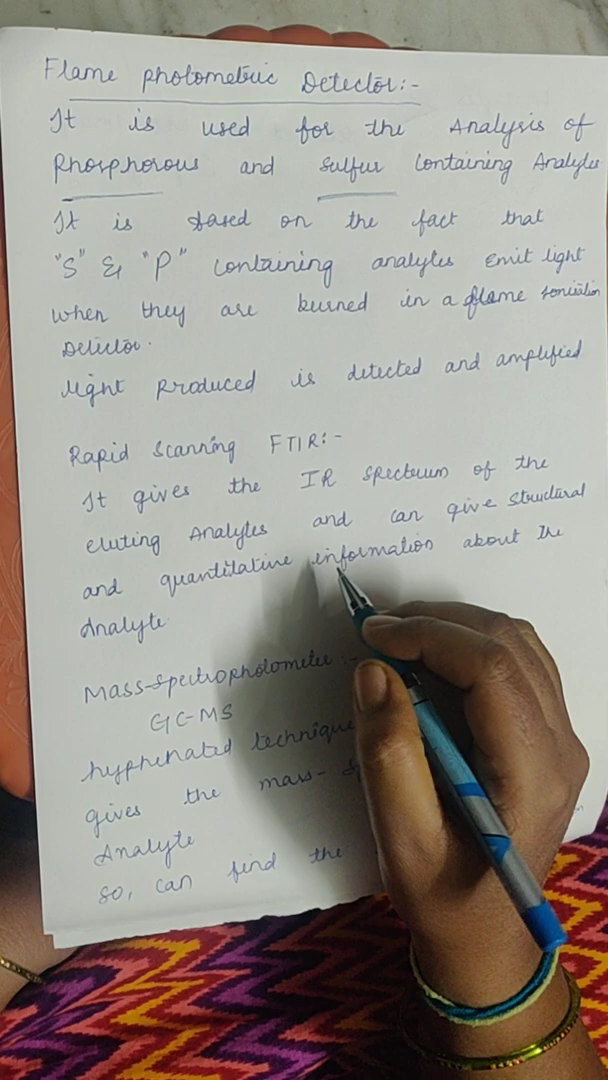 Flame photometric Detector:-
It is used for the Analysis of
Phosphorous and sulfur containing Analytes
It is based on the fact that
"S" & "P" containing analytes emit light
when they are burned in a flame ionization
Detector.
light produced is detected and amplified
Rapid Scanning FTIR:-
It gives the IR spectrum of the
eluting Analytes and can give structural
and quantitative information about the
Analyte
Mass-spectrophotometer:-
GC-MS
hyphenated technique
gives the mass-
Analyte
so, can find the